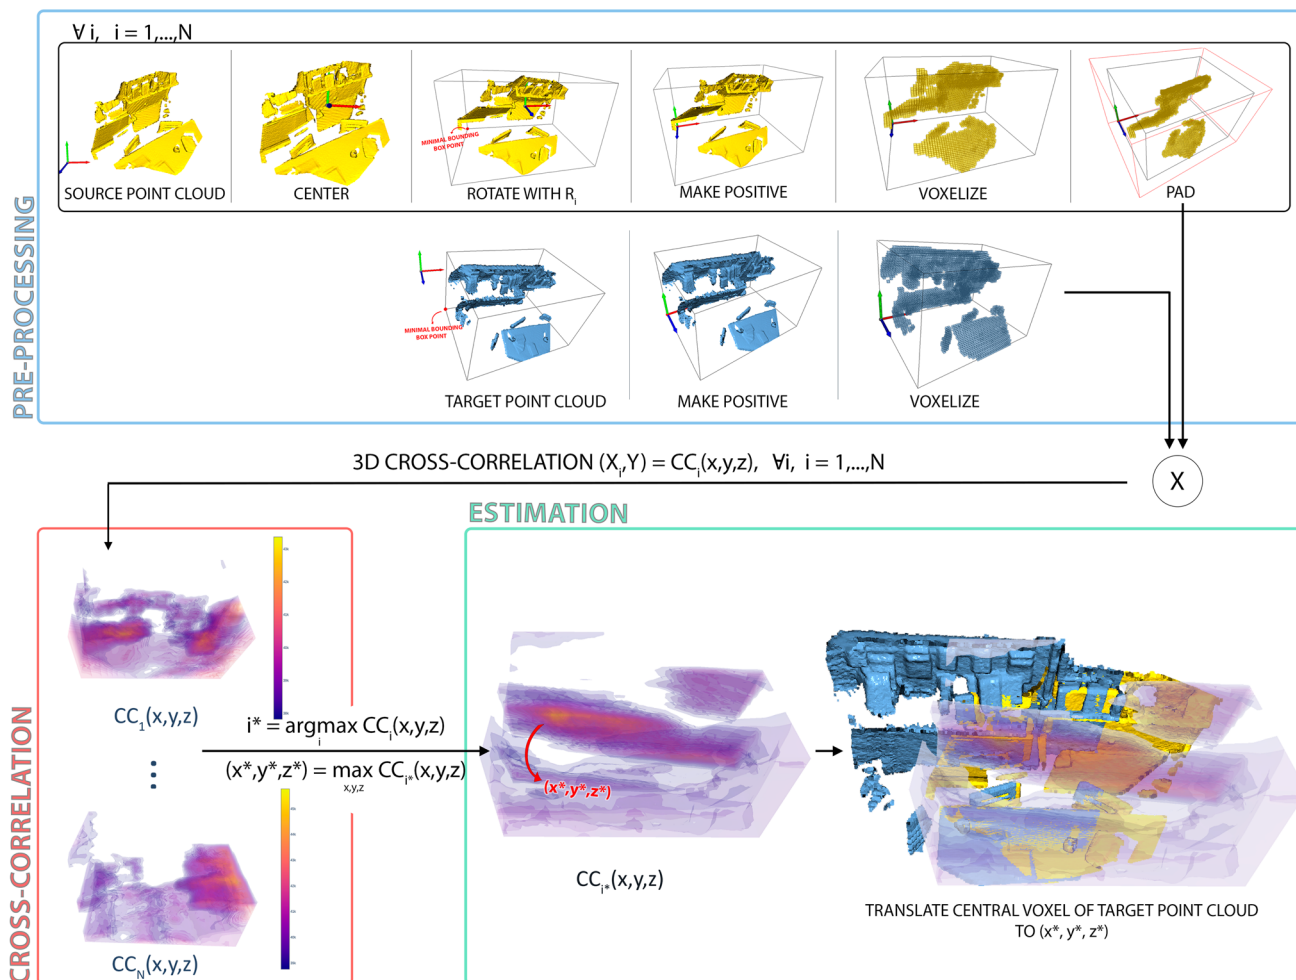 ∀ i, i = 1,...,N
MINIMAL BOUNDING
BOX POINT
SOURCE POINT CLOUD
CENTER
ROTATE WITH Rᵢ
MAKE POSITIVE
VOXELIZE
PAD
PRE-PROCESSING
MINIMAL BOUNDING
BOX POINT
TARGET POINT CLOUD
MAKE POSITIVE
VOXELIZE
3D CROSS-CORRELATION (Xᵢ,Y) = CCᵢ(x,y,z), ∀i, i = 1,...,N
X
ESTIMATION
CROSS-CORRELATION
CC₁(x,y,z)
i* = argmax CCᵢ(x,y,z)
i
(x*,y*,z*) = max CCᵢ*(x,y,z)
x,y,z
(x*,y*,z*)
CC_N(x,y,z)
CCᵢ*(x,y,z)
TRANSLATE CENTRAL VOXEL OF TARGET POINT CLOUD
TO (x*, y*, z*)